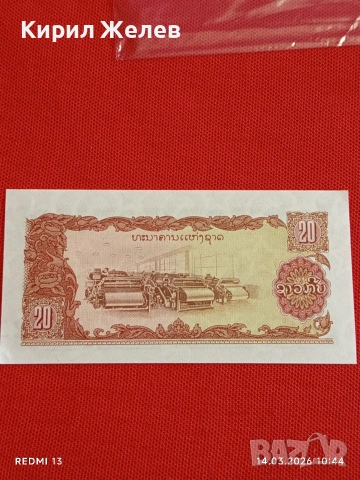 Кирил Желев
ທະນາຄານແຫ່ງຊາດ
20
20
ຊາວກີບ
REDMI 13
14.03.2026 10:44
BAZAR